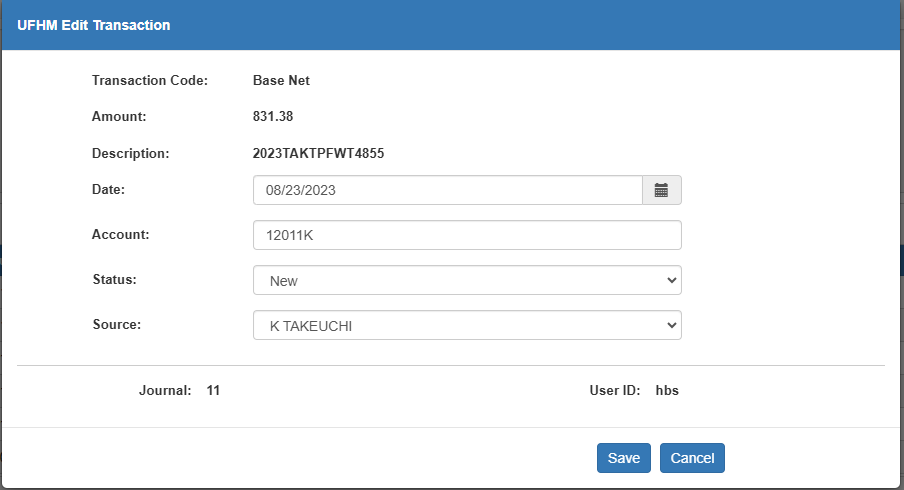 UFHM Edit Transaction
Transaction Code: Base Net
Amount: 831.38
Description: 2023TAKTPFWT4855
Date: 08/23/2023
Account: 12011K
Status: New
Source: K TAKEUCHI
Journal: 11 User ID: hbs
Save Cancel